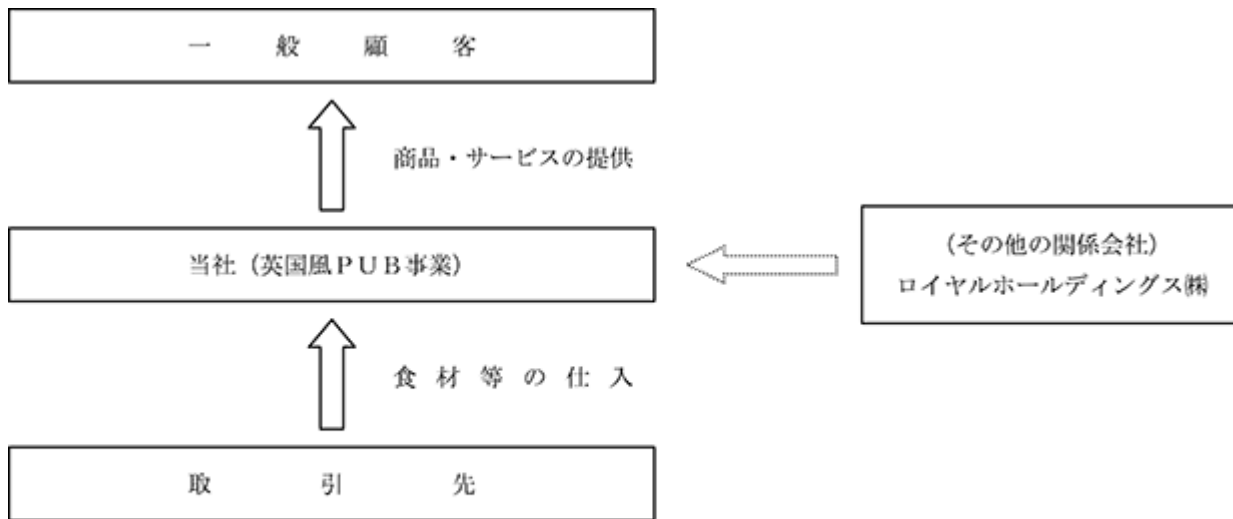 一般顧客
商品・サービスの提供
当社（英国風ＰＵＢ事業）
（その他の関係会社）
ロイヤルホールディングス㈱
食材等の仕入
取引先